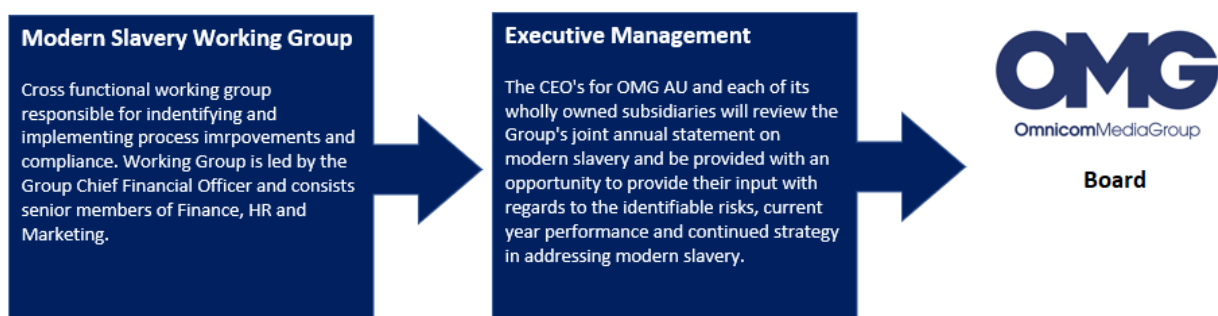 Modern Slavery Working Group
Cross functional working group
responsible for indentifying and
implementing process imrpovements and
compliance. Working Group is led by the
Group Chief Financial Officer and consists
senior members of Finance, HR and
Marketing.
Executive Management
The CEO's for OMG AU and each of its
wholly owned subsidiaries will review the
Group's joint annual statement on
modern slavery and be provided with an
opportunity to provide their input with
regards to the identifiable risks, current
year performance and continued strategy
in addressing modern slavery.
OMG
OmnicomMediaGroup
Board